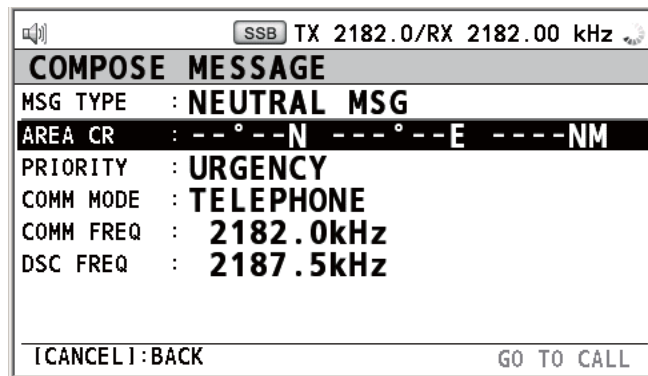 SSB TX 2182.0/RX 2182.00 kHz
COMPOSE MESSAGE
MSG TYPE : NEUTRAL MSG
AREA CR : --°--N ---°--E ----NM
PRIORITY : URGENCY
COMM MODE : TELEPHONE
COMM FREQ : 2182.0kHz
DSC FREQ : 2187.5kHz
[CANCEL]:BACK GO TO CALL